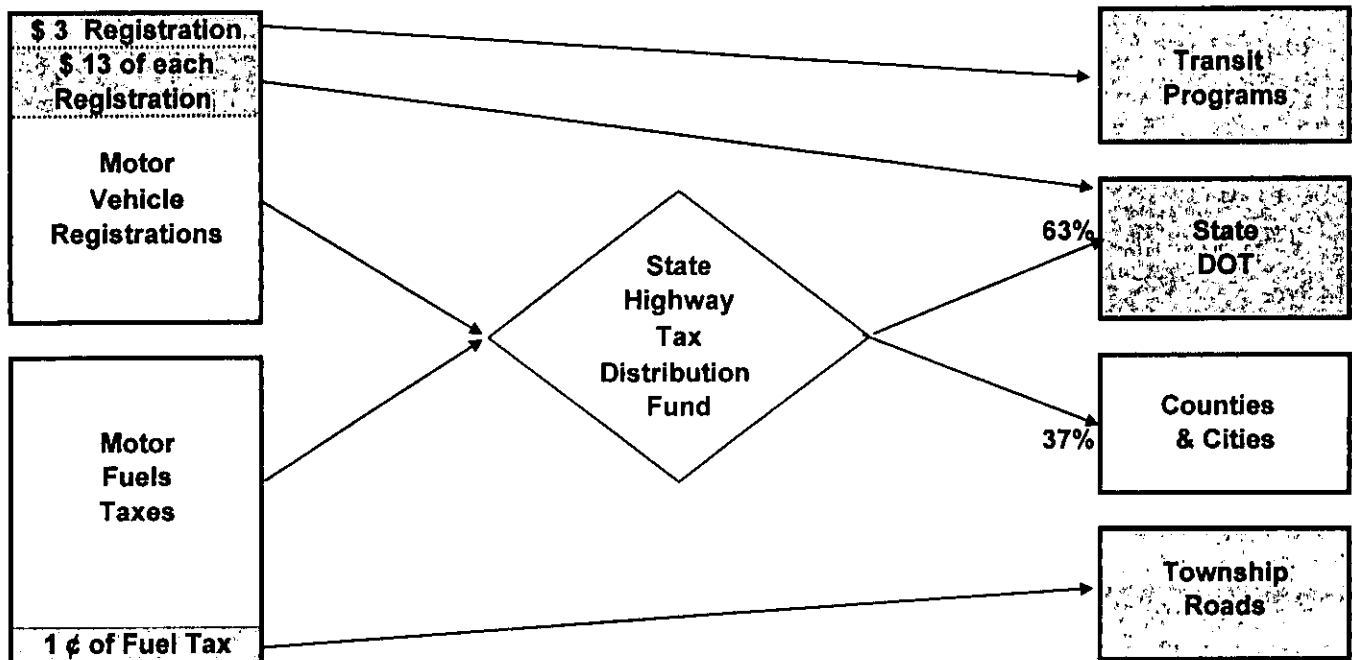 $ 3 Registration
$ 13 of each
Registration
Motor
Vehicle
Registrations
Motor
Fuels
Taxes
1 ¢ of Fuel Tax
State
Highway
Tax
Distribution
Fund
63%
37%
Transit
Programs
State
DOT
Counties
& Cities
Township
Roads